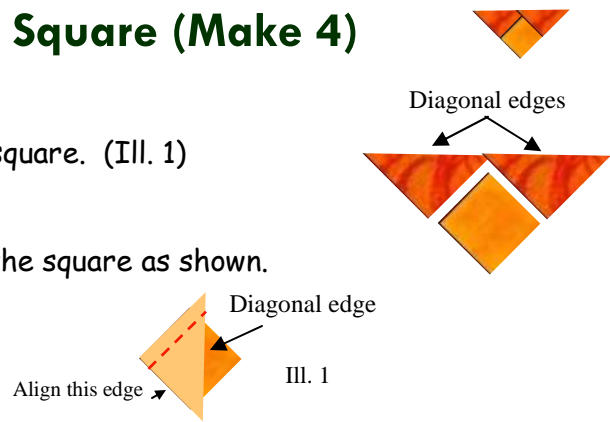 Square (Make 4)
Diagonal edges
square. (Ill. 1)
he square as shown.
Diagonal edge
Ill. 1
Align this edge